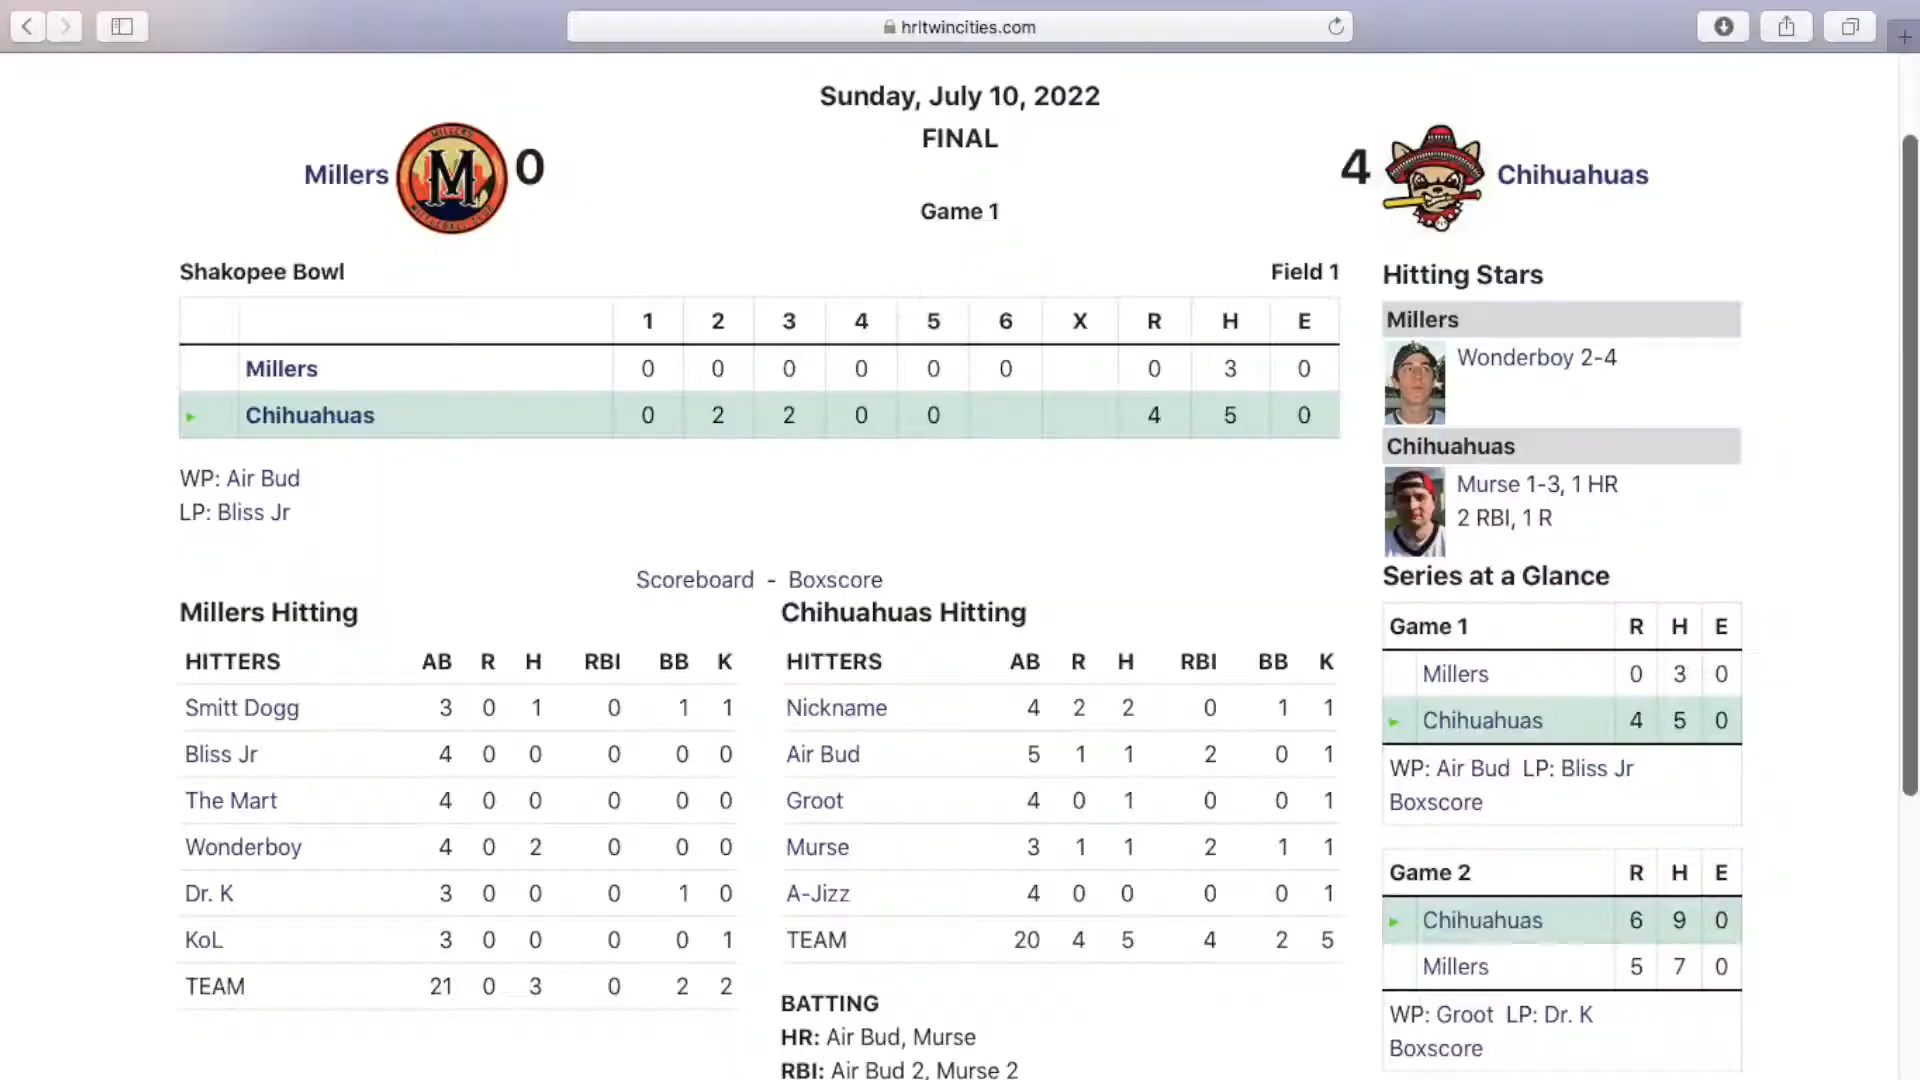 hrltwincities.com
Sunday, July 10, 2022
FINAL
Millers M 0
4 Chihuahuas
Game 1
Shakopee Bowl Field 1
1 2 3 4 5 6 X R H E
Millers 0 0 0 0 0 0 0 3 0
Chihuahuas 0 2 2 0 0 4 5 0
WP: Air Bud
LP: Bliss Jr
Scoreboard - Boxscore
Millers Hitting
HITTERS AB R H RBI BB K
Smitt Dogg 3 0 1 0 1 1
Bliss Jr 4 0 0 0 0 0
The Mart 4 0 0 0 0 0
Wonderboy 4 0 2 0 0 0
Dr. K 3 0 0 0 1 0
KoL 3 0 0 0 0 1
TEAM 21 0 3 0 2 2
Chihuahuas Hitting
HITTERS AB R H RBI BB K
Nickname 4 2 2 0 1 1
Air Bud 5 1 1 2 0 1
Groot 4 0 1 0 0 1
Murse 3 1 1 2 1 1
A-Jizz 4 0 0 0 0 1
TEAM 20 4 5 4 2 5
BATTING
HR: Air Bud, Murse
RBI: Air Bud 2, Murse 2
Hitting Stars
Millers
Wonderboy 2-4
Chihuahuas
Murse 1-3, 1 HR
2 RBI, 1 R
Series at a Glance
Game 1 R H E
Millers 0 3 0
Chihuahuas 4 5 0
WP: Air Bud LP: Bliss Jr
Boxscore
Game 2 R H E
Chihuahuas 6 9 0
Millers 5 7 0
WP: Groot LP: Dr. K
Boxscore